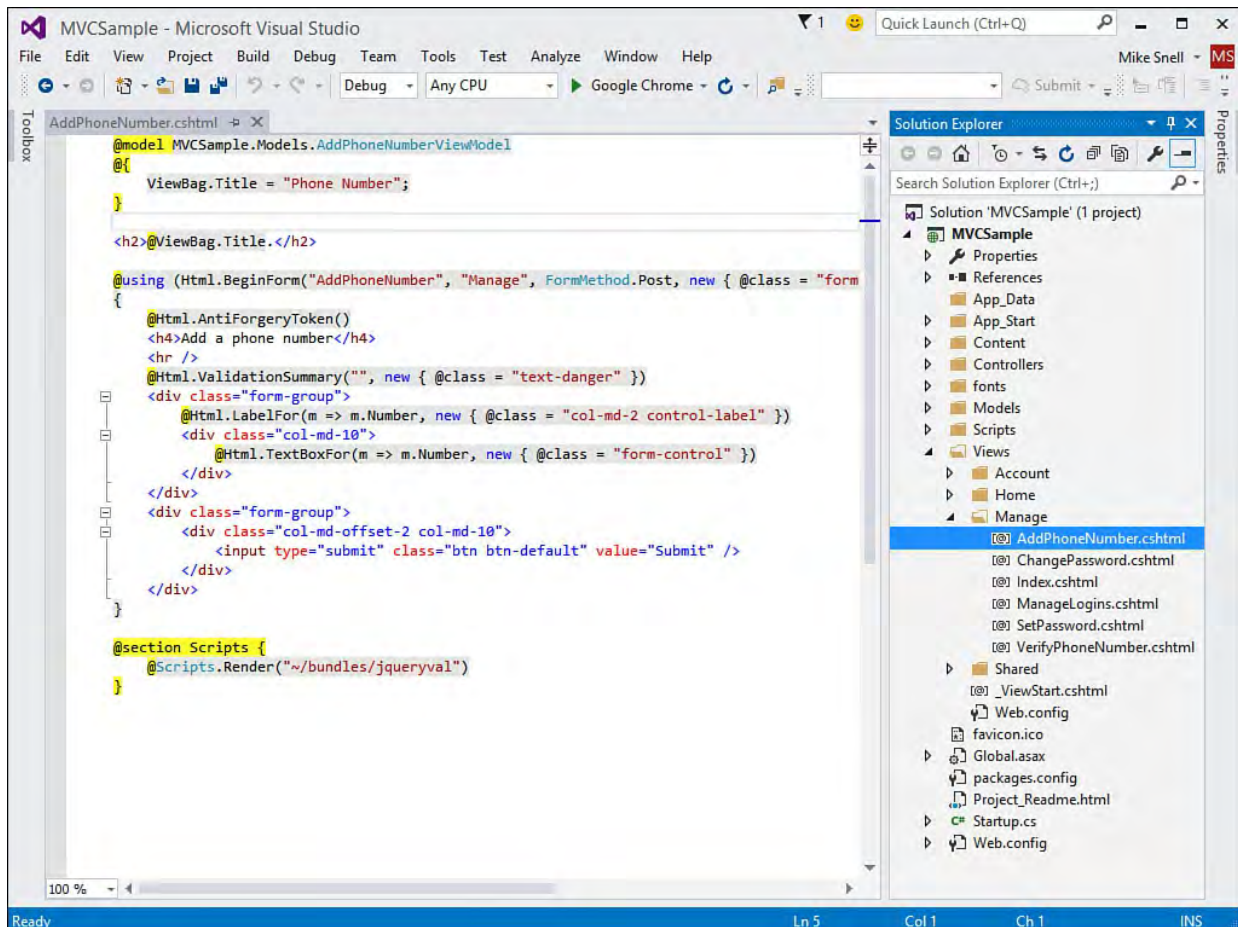 MVCSample - Microsoft Visual Studio
1
Quick Launch (Ctrl+Q)
File Edit View Project Build Debug Team Tools Test Analyze Window Help
Mike Snell
MS
Debug
Any CPU
Google Chrome
Submit
Toolbox
AddPhoneNumber.cshtml
@model MVCSample.Models.AddPhoneNumberViewModel
@{
ViewBag.Title = "Phone Number";
}
<h2>@ViewBag.Title.</h2>
@using (Html.BeginForm("AddPhoneNumber", "Manage", FormMethod.Post, new { @class = "form
{
@Html.AntiForgeryToken()
<h4>Add a phone number</h4>
<hr />
@Html.ValidationSummary("", new { @class = "text-danger" })
<div class="form-group">
@Html.LabelFor(m => m.Number, new { @class = "col-md-2 control-label" })
<div class="col-md-10">
@Html.TextBoxFor(m => m.Number, new { @class = "form-control" })
</div>
</div>
<div class="form-group">
<div class="col-md-offset-2 col-md-10">
<input type="submit" class="btn btn-default" value="Submit" />
</div>
</div>
}
@section Scripts {
@Scripts.Render("~/bundles/jqueryval")
}
100 %
Solution Explorer
Search Solution Explorer (Ctrl+;)
Solution 'MVCSample' (1 project)
MVCSample
Properties
References
App_Data
App_Start
Content
Controllers
fonts
Models
Scripts
Views
Account
Home
Manage
[@] AddPhoneNumber.cshtml
[@] ChangePassword.cshtml
[@] Index.cshtml
[@] ManageLogins.cshtml
[@] SetPassword.cshtml
[@] VerifyPhoneNumber.cshtml
Shared
[@] _ViewStart.cshtml
Web.config
favicon.ico
Global.asax
packages.config
Project_Readme.html
C# Startup.cs
Web.config
Properties
Ready
Ln 5
Col 1
Ch 1
INS